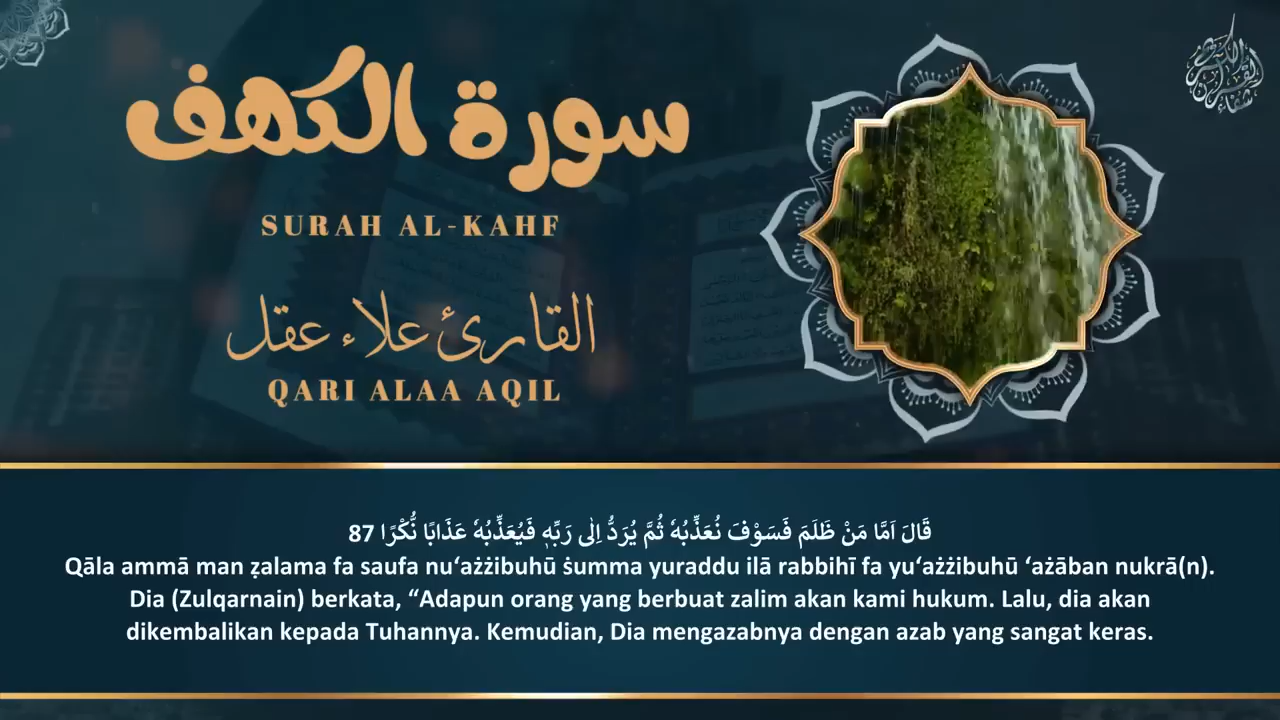 سورة الكهف
SURAH AL-KAHF
القارئ علاء عقل
QARI ALAA AQIL
قَالَ اَمَّا مَنْ ظَلَمَ فَسَوْفَ نُعَذِّبُهٗ ثُمَّ يُرَدُّ اِلٰى رَبِّهٖ فَيُعَذِّبُهٗ عَذَابًا نُّكْرًا 87
Qāla ammā man ẓalama fa saufa nu‘ażżibuhū ṡumma yuraddu ilā rabbihī fa yu‘ażżibuhū ‘ażāban nukrā(n).
Dia (Zulqarnain) berkata, “Adapun orang yang berbuat zalim akan kami hukum. Lalu, dia akan
dikembalikan kepada Tuhannya. Kemudian, Dia mengazabnya dengan azab yang sangat keras.